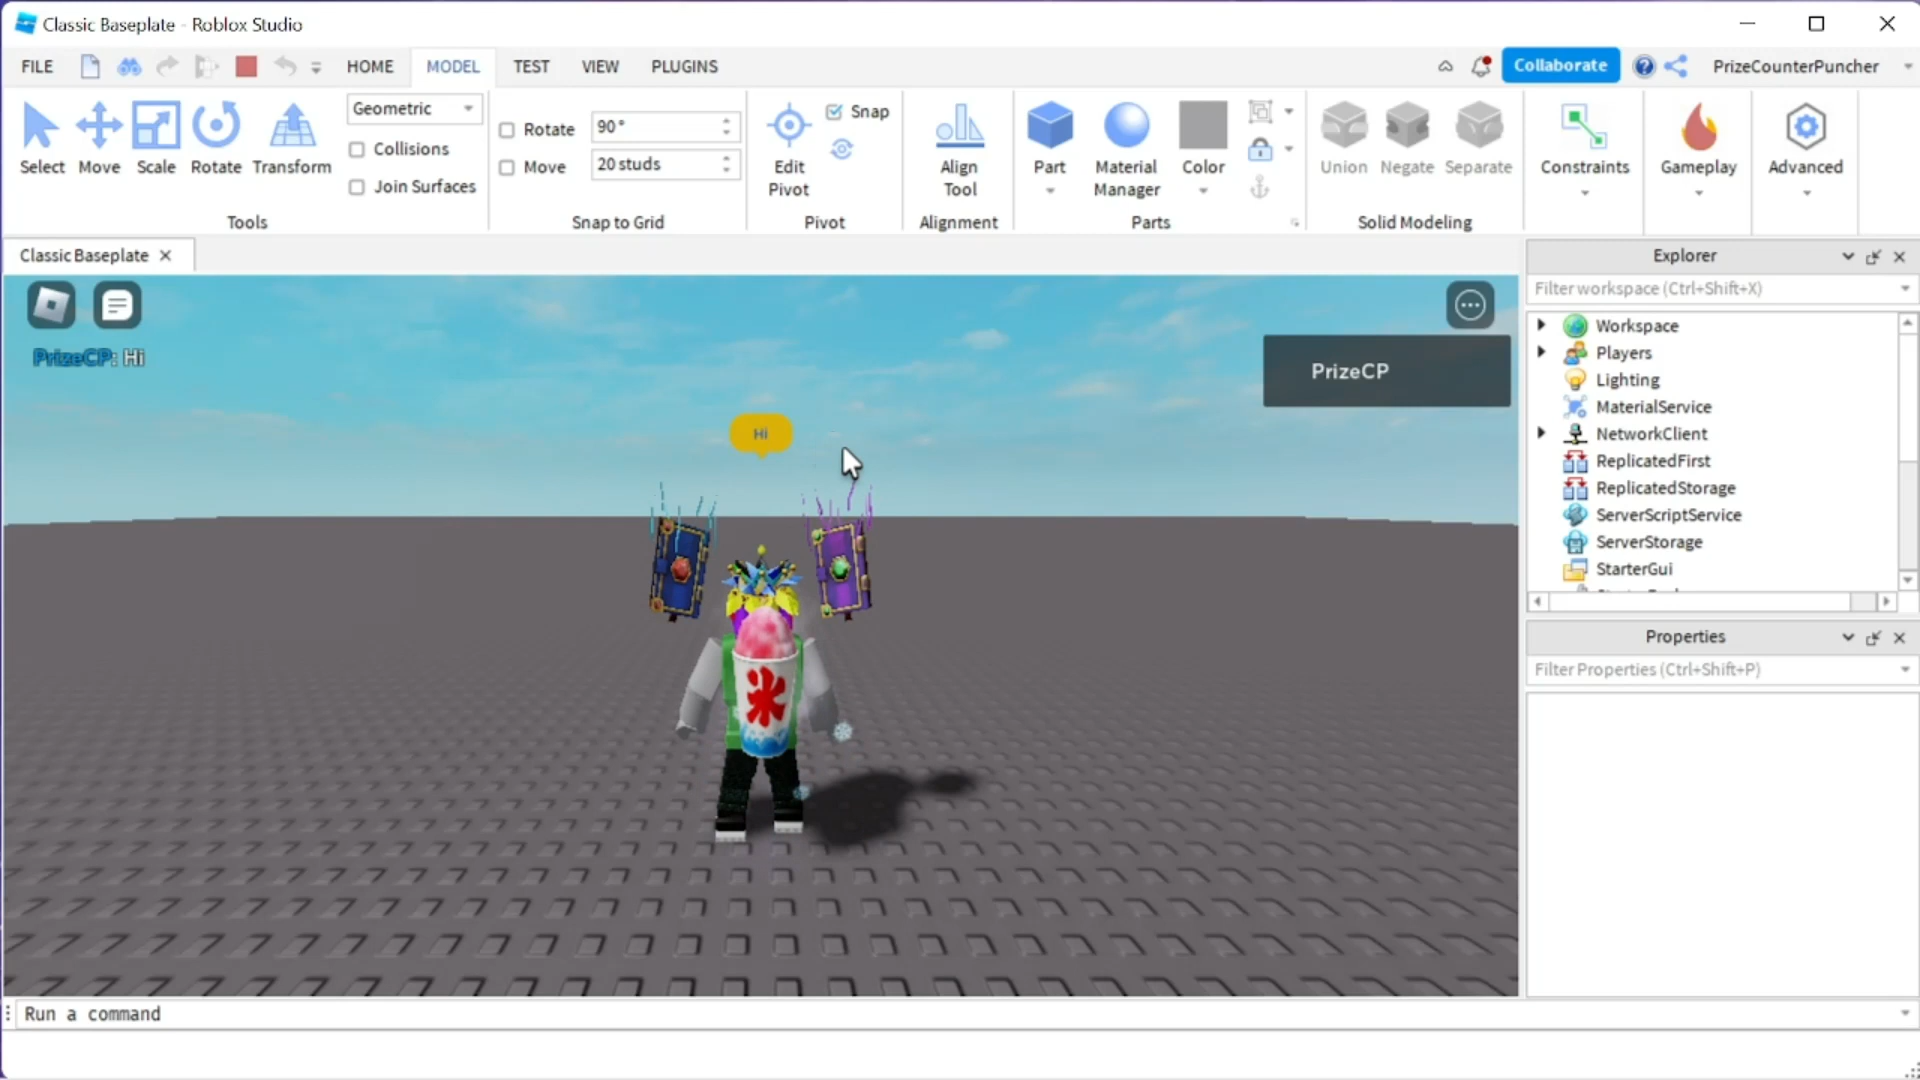 Classic Baseplate - Roblox Studio
FILE HOME MODEL TEST VIEW PLUGINS Collaborate PrizeCounterPuncher
Select Move Scale Rotate Transform
Geometric
Collisions
Join Surfaces
Tools
Rotate 90°
Move 20 studs
Snap to Grid
Edit Pivot
Snap
Pivot
Align Tool
Alignment
Part
Material Manager
Color
Parts
Union Negate Separate
Solid Modeling
Constraints
Gameplay
Advanced
Classic Baseplate
PrizeCP: Hi
Hi
PrizeCP
氷
Explorer
Filter workspace (Ctrl+Shift+X)
Workspace
Players
Lighting
MaterialService
NetworkClient
ReplicatedFirst
ReplicatedStorage
ServerScriptService
ServerStorage
StarterGui
Properties
Filter Properties (Ctrl+Shift+P)
Run a command